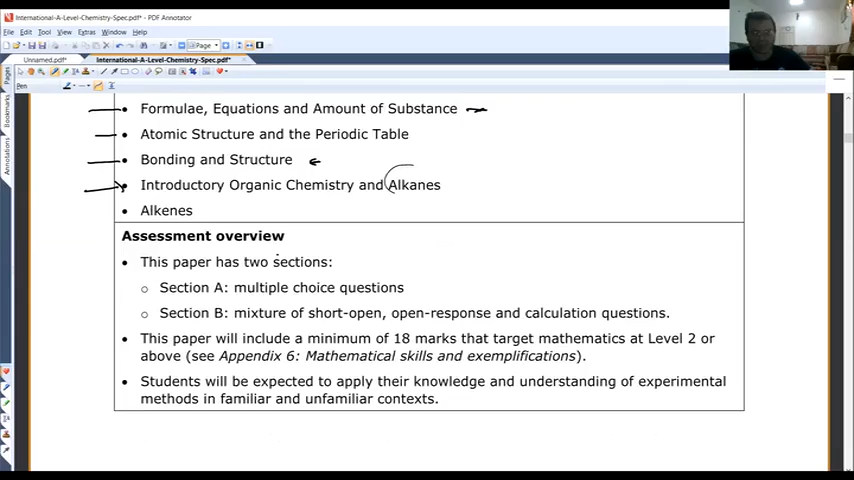 International-A-Level-Chemistry-Spec.pdf* - PDF Annotator
File Edit Tool View Extras Window Help
Page
Unnamed.pdf* International-A-Level-Chemistry-Spec.pdf*
Pen
Pages
Bookmarks
Annotations
• Formulae, Equations and Amount of Substance
• Atomic Structure and the Periodic Table
• Bonding and Structure
• Introductory Organic Chemistry and Alkanes
• Alkenes
Assessment overview
• This paper has two sections:
o Section A: multiple choice questions
o Section B: mixture of short-open, open-response and calculation questions.
• This paper will include a minimum of 18 marks that target mathematics at Level 2 or
above (see Appendix 6: Mathematical skills and exemplifications).
• Students will be expected to apply their knowledge and understanding of experimental
methods in familiar and unfamiliar contexts.